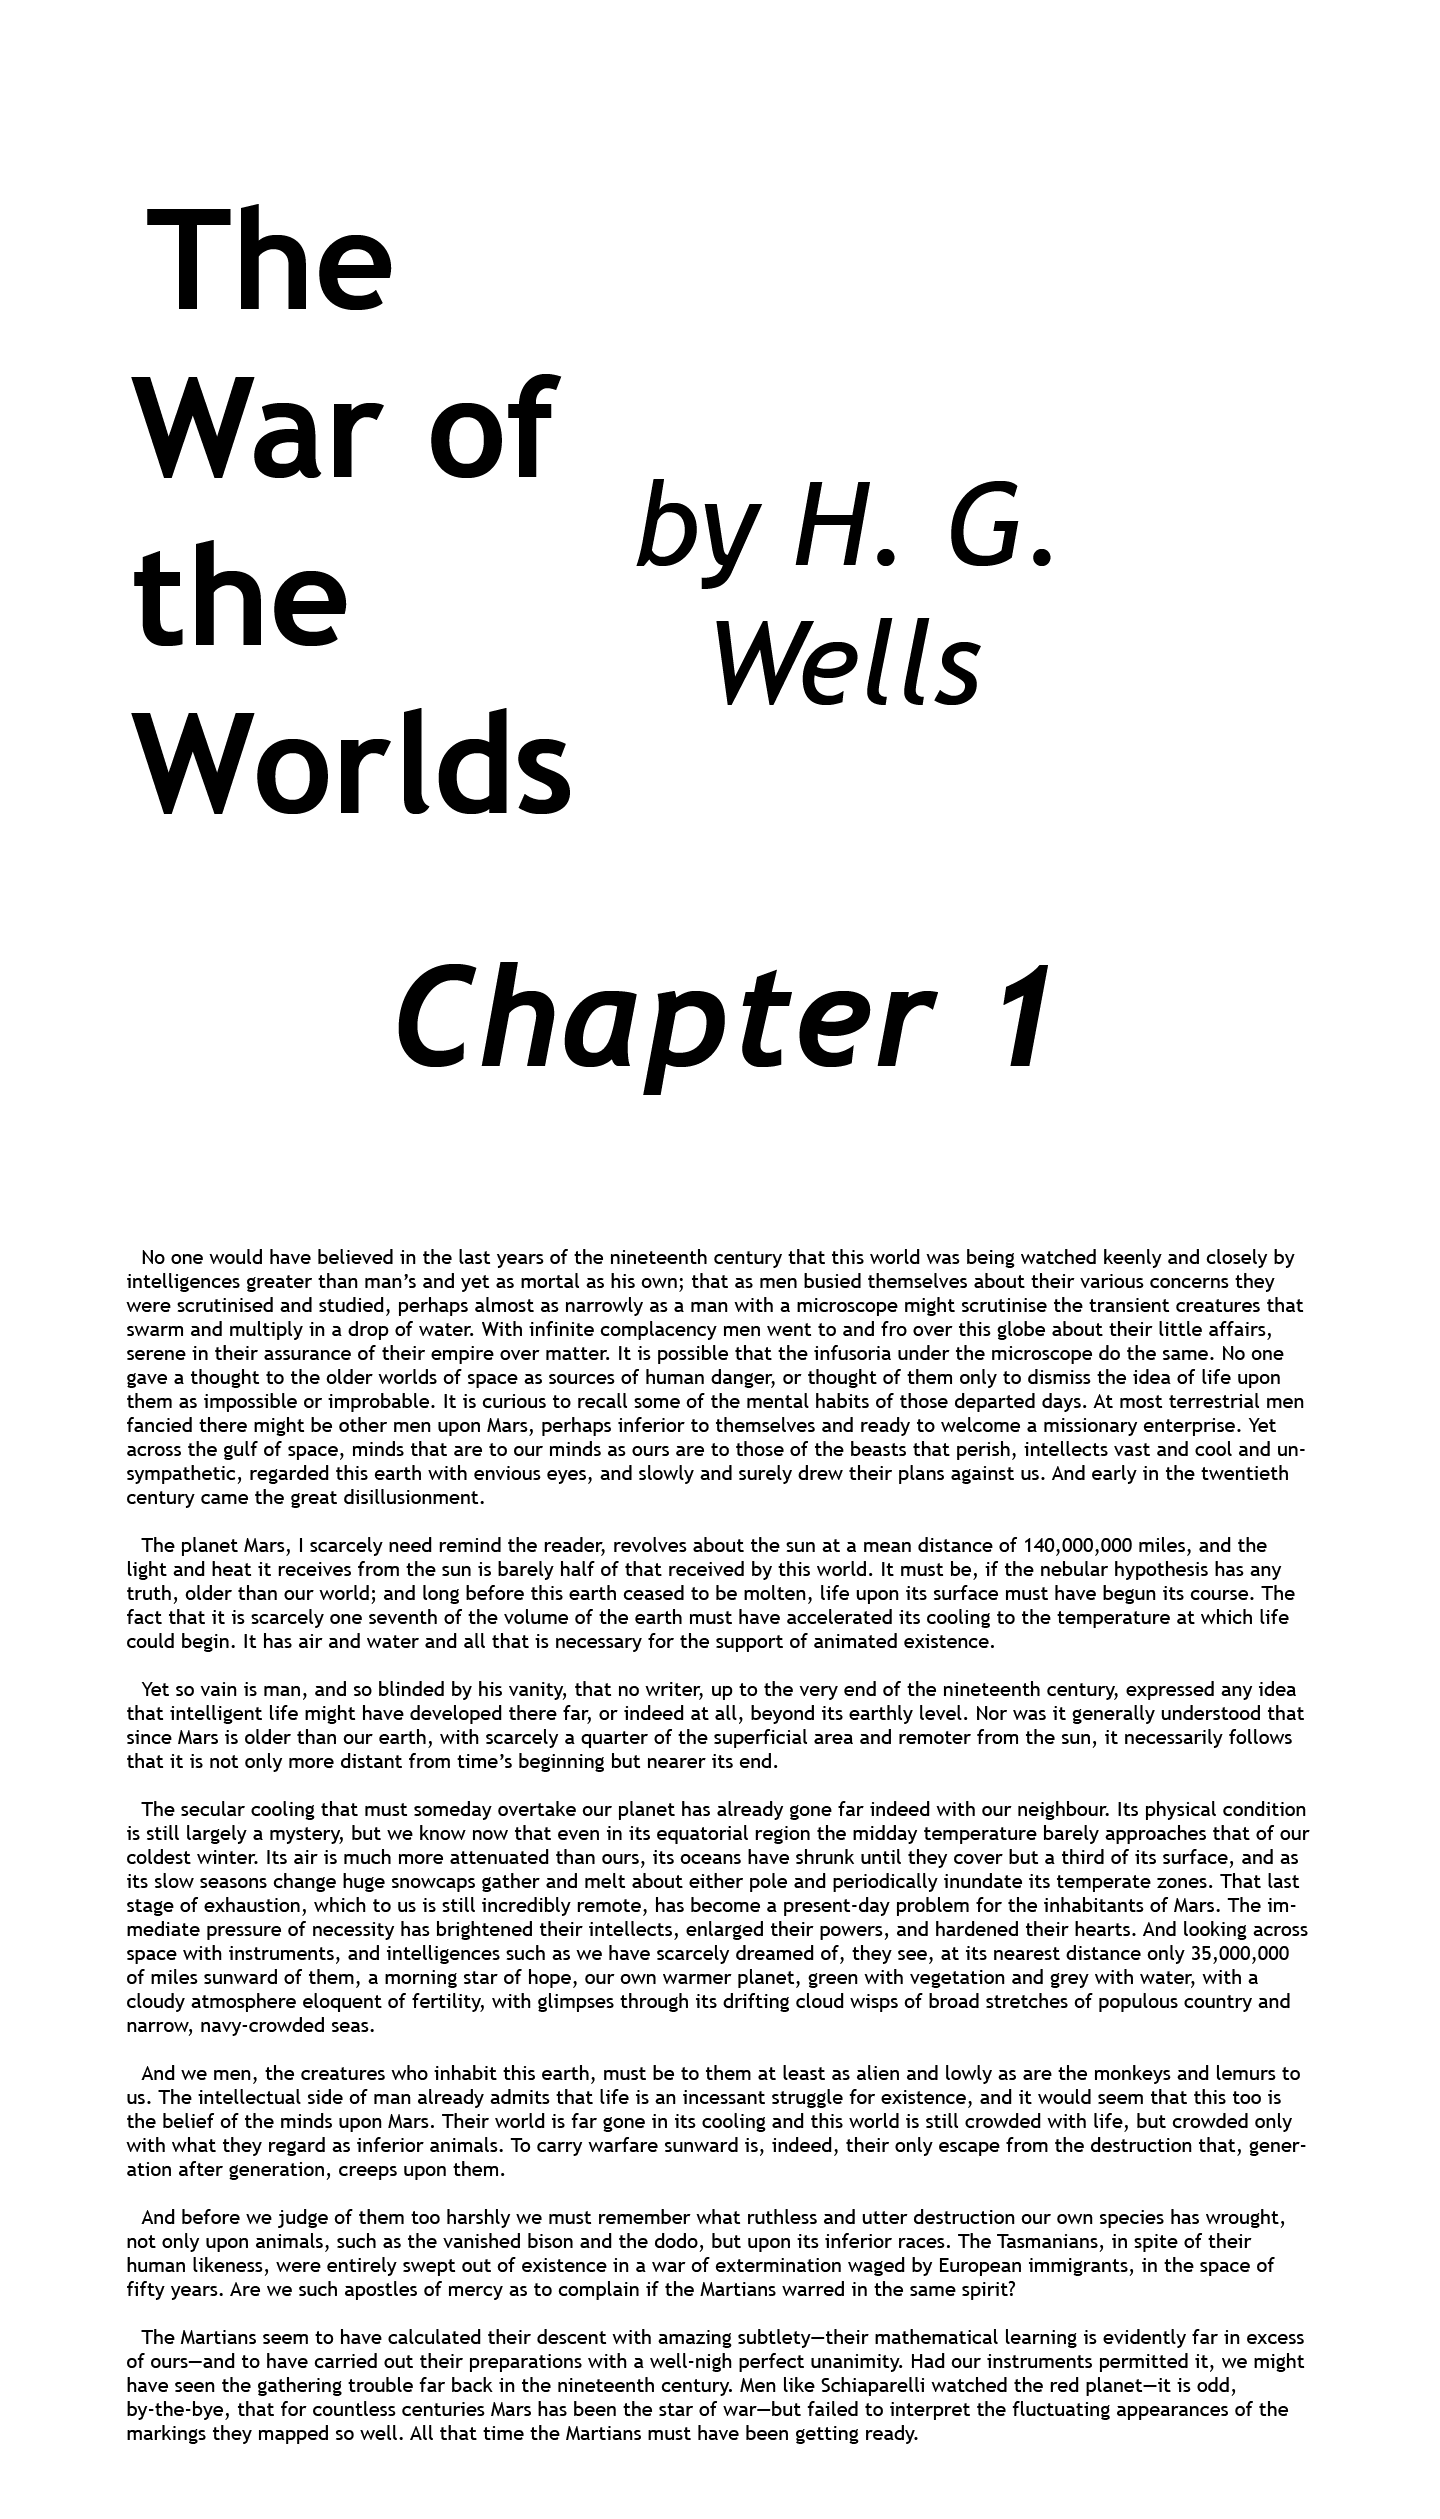 The
War of
the
Worlds
by H. G.
Wells
Chapter 1
No one would have believed in the last years of the nineteenth century that this world was being watched keenly and closely by
intelligences greater than man’s and yet as mortal as his own; that as men busied themselves about their various concerns they
were scrutinised and studied, perhaps almost as narrowly as a man with a microscope might scrutinise the transient creatures that
swarm and multiply in a drop of water. With infinite complacency men went to and fro over this globe about their little affairs,
serene in their assurance of their empire over matter. It is possible that the infusoria under the microscope do the same. No one
gave a thought to the older worlds of space as sources of human danger, or thought of them only to dismiss the idea of life upon
them as impossible or improbable. It is curious to recall some of the mental habits of those departed days. At most terrestrial men
fancied there might be other men upon Mars, perhaps inferior to themselves and ready to welcome a missionary enterprise. Yet
across the gulf of space, minds that are to our minds as ours are to those of the beasts that perish, intellects vast and cool and un-
sympathetic, regarded this earth with envious eyes, and slowly and surely drew their plans against us. And early in the twentieth
century came the great disillusionment.
The planet Mars, I scarcely need remind the reader, revolves about the sun at a mean distance of 140,000,000 miles, and the
light and heat it receives from the sun is barely half of that received by this world. It must be, if the nebular hypothesis has any
truth, older than our world; and long before this earth ceased to be molten, life upon its surface must have begun its course. The
fact that it is scarcely one seventh of the volume of the earth must have accelerated its cooling to the temperature at which life
could begin. It has air and water and all that is necessary for the support of animated existence.
Yet so vain is man, and so blinded by his vanity, that no writer, up to the very end of the nineteenth century, expressed any idea
that intelligent life might have developed there far, or indeed at all, beyond its earthly level. Nor was it generally understood that
since Mars is older than our earth, with scarcely a quarter of the superficial area and remoter from the sun, it necessarily follows
that it is not only more distant from time’s beginning but nearer its end.
The secular cooling that must someday overtake our planet has already gone far indeed with our neighbour. Its physical condition
is still largely a mystery, but we know now that even in its equatorial region the midday temperature barely approaches that of our
coldest winter. Its air is much more attenuated than ours, its oceans have shrunk until they cover but a third of its surface, and as
its slow seasons change huge snowcaps gather and melt about either pole and periodically inundate its temperate zones. That last
stage of exhaustion, which to us is still incredibly remote, has become a present-day problem for the inhabitants of Mars. The im-
mediate pressure of necessity has brightened their intellects, enlarged their powers, and hardened their hearts. And looking across
space with instruments, and intelligences such as we have scarcely dreamed of, they see, at its nearest distance only 35,000,000
of miles sunward of them, a morning star of hope, our own warmer planet, green with vegetation and grey with water, with a
cloudy atmosphere eloquent of fertility, with glimpses through its drifting cloud wisps of broad stretches of populous country and
narrow, navy-crowded seas.
And we men, the creatures who inhabit this earth, must be to them at least as alien and lowly as are the monkeys and lemurs to
us. The intellectual side of man already admits that life is an incessant struggle for existence, and it would seem that this too is
the belief of the minds upon Mars. Their world is far gone in its cooling and this world is still crowded with life, but crowded only
with what they regard as inferior animals. To carry warfare sunward is, indeed, their only escape from the destruction that, gener-
ation after generation, creeps upon them.
And before we judge of them too harshly we must remember what ruthless and utter destruction our own species has wrought,
not only upon animals, such as the vanished bison and the dodo, but upon its inferior races. The Tasmanians, in spite of their
human likeness, were entirely swept out of existence in a war of extermination waged by European immigrants, in the space of
fifty years. Are we such apostles of mercy as to complain if the Martians warred in the same spirit?
The Martians seem to have calculated their descent with amazing subtlety—their mathematical learning is evidently far in excess
of ours—and to have carried out their preparations with a well-nigh perfect unanimity. Had our instruments permitted it, we might
have seen the gathering trouble far back in the nineteenth century. Men like Schiaparelli watched the red planet—it is odd,
by-the-bye, that for countless centuries Mars has been the star of war—but failed to interpret the fluctuating appearances of the
markings they mapped so well. All that time the Martians must have been getting ready.